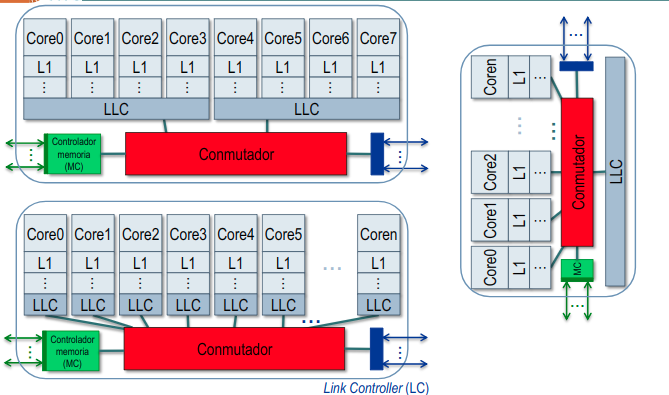 Core0 Core1 Core2 Core3 Core4 Core5 Core6 Core7
L1 L1 L1 L1 L1 L1 L1 L1
⋮ ⋮ ⋮ ⋮ ⋮ ⋮ ⋮ ⋮
LLC LLC
Controlador
memoria
(MC)
Conmutador
Core0 Core1 Core2 Core3 Core4 Core5 ... Coren
L1 L1 L1 L1 L1 L1 L1
⋮ ⋮ ⋮ ⋮ ⋮ ⋮ ⋮
LLC LLC LLC LLC LLC LLC ... LLC
Controlador
memoria
(MC)
Conmutador
Link Controller (LC)
...
Coren L1 ...
... ...
Core2 L1 ...
Core1 L1 ...
Core0 L1 ...
Conmutador
LLC
MC
...